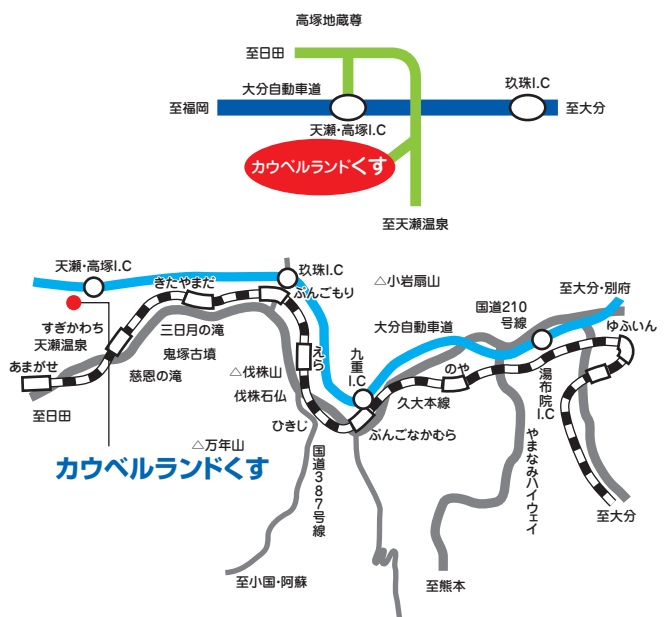 高塚地蔵尊
至日田
大分自動車道
玖珠I.C
至福岡
至大分
天瀬・高塚I.C
カウベルランドくす
至天瀬温泉
天瀬・高塚I.C
玖珠I.C
△小岩扇山
きたやまだ
ぶんごもり
至大分・別府
国道210
号線
すぎかわち
天瀬温泉
三日月の滝
大分自動車道
ゆふいん
鬼塚古墳
えら
九重
I.C
あまがせ
慈恩の滝
△伐株山
のや
湯布院
I.C
至日田
伐株石仏
久大本線
ひきじ
ぶんごなかむら
△万年山
国道387号線
やまなみハイウェイ
カウベルランドくす
至大分
至小国・阿蘇
至熊本